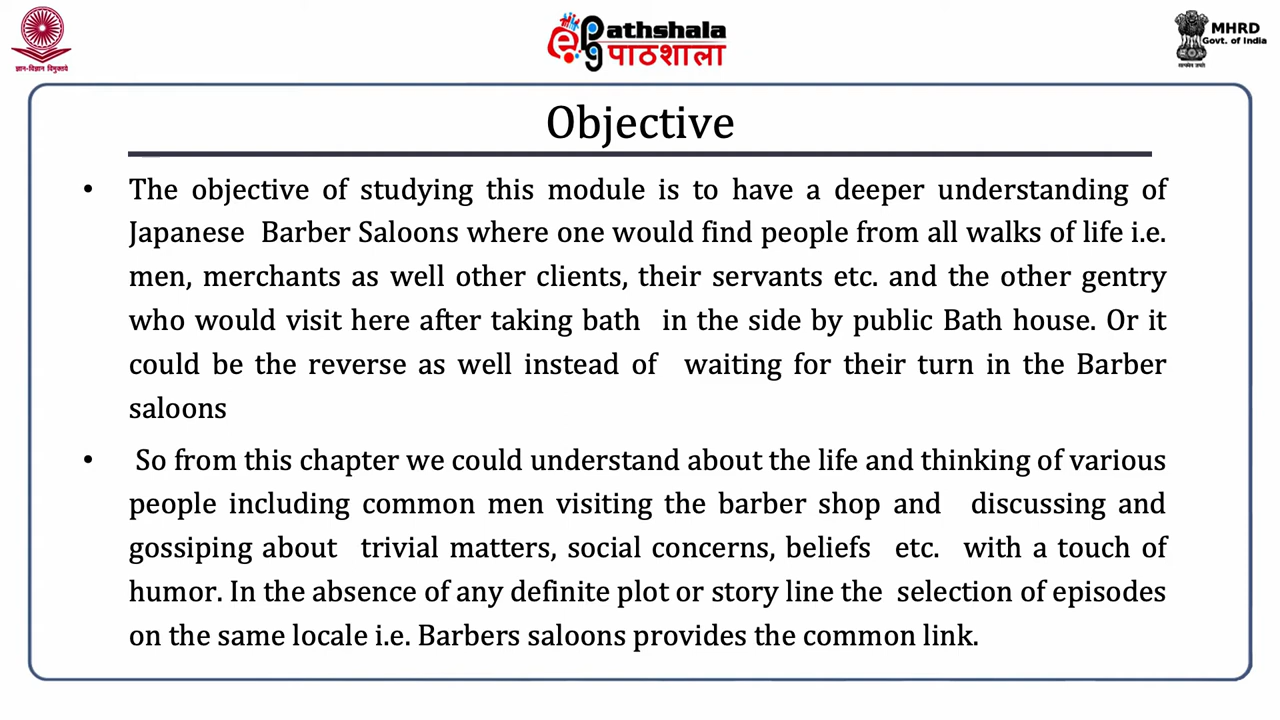 ज्ञान-विज्ञान विमुक्तये
ePG Pathshala
पाठशाला
MHRD
Govt. of India
सत्यमेव जयते
Objective
• The objective of studying this module is to have a deeper understanding of
Japanese Barber Saloons where one would find people from all walks of life i.e.
men, merchants as well other clients, their servants etc. and the other gentry
who would visit here after taking bath in the side by public Bath house. Or it
could be the reverse as well instead of waiting for their turn in the Barber
saloons
• So from this chapter we could understand about the life and thinking of various
people including common men visiting the barber shop and discussing and
gossiping about trivial matters, social concerns, beliefs etc. with a touch of
humor. In the absence of any definite plot or story line the selection of episodes
on the same locale i.e. Barbers saloons provides the common link.